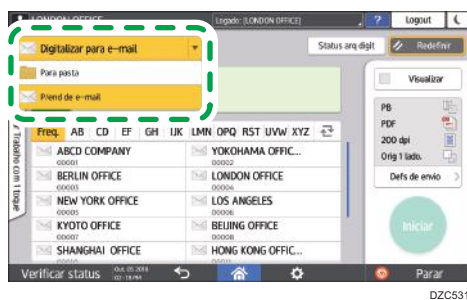 LONDON OFFICE
Logado: [LONDON OFFICE]
?
Logout
Digitalizar para e-mail
Status arq digit
Redefinir
Para pasta
P/end de e-mail
Visualizar
Freq. AB CD EF GH IJK LMN OPQ RST UVW XYZ
ABCD COMPANY
00001
YOKOHAMA OFFIC...
00002
BERLIN OFFICE
00003
LONDON OFFICE
00004
NEW YORK OFFICE
00005
LOS ANGELES
00006
KYOTO OFFICE
00007
BEIJING OFFICE
00008
SHANGHAI OFFICE
HONG KONG OFFIC...
Trabalho com 1 toque
PB
PDF
200 dpi
Orig 1 lado.
Defs de envio
Iniciar
Verificar status
Parar
DZC531